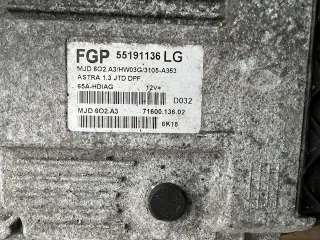 FGP 55191136 LG
MJD 6O2.A3/HW03G/3105-A353
ASTRA 1.3 JTD DPF
65A-HDIAG 12V=
D032
MJD 6O2.A3 71600.136.02
6K16